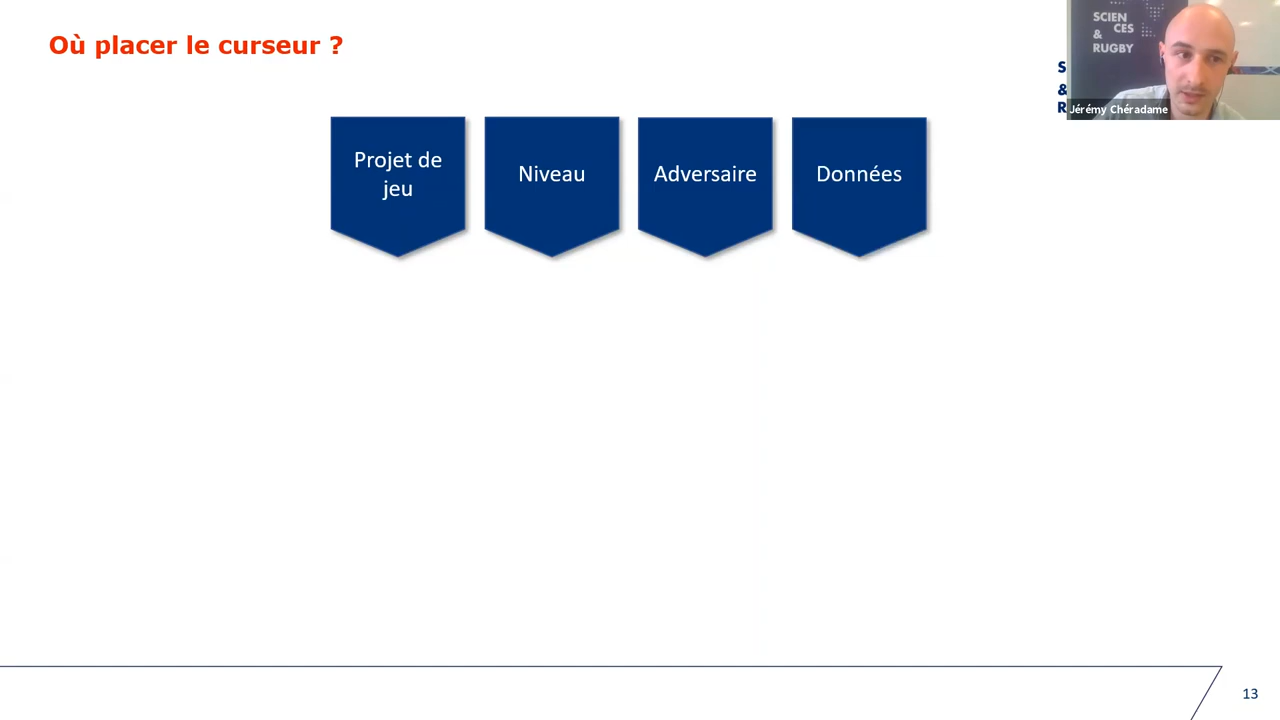 Où placer le curseur ?
SCIEN
CES
&
RUGBY
S
&
R
Jérémy Chéradame
Projet de
jeu
Niveau
Adversaire
Données
13